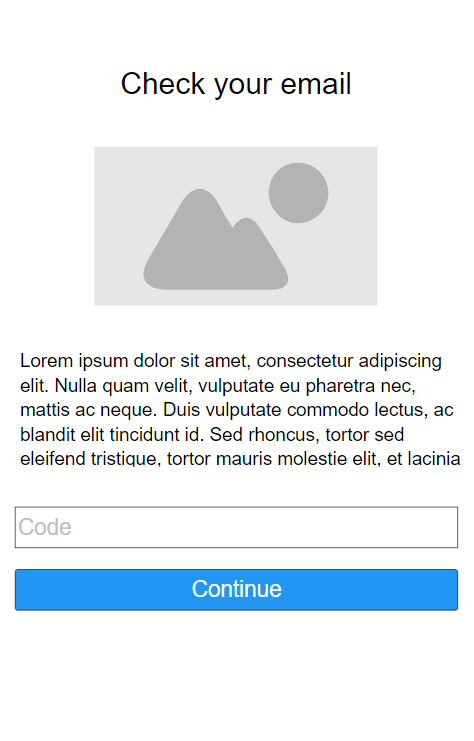 Check your email
Lorem ipsum dolor sit amet, consectetur adipiscing
elit. Nulla quam velit, vulputate eu pharetra nec,
mattis ac neque. Duis vulputate commodo lectus, ac
blandit elit tincidunt id. Sed rhoncus, tortor sed
eleifend tristique, tortor mauris molestie elit, et lacinia
Code
Continue